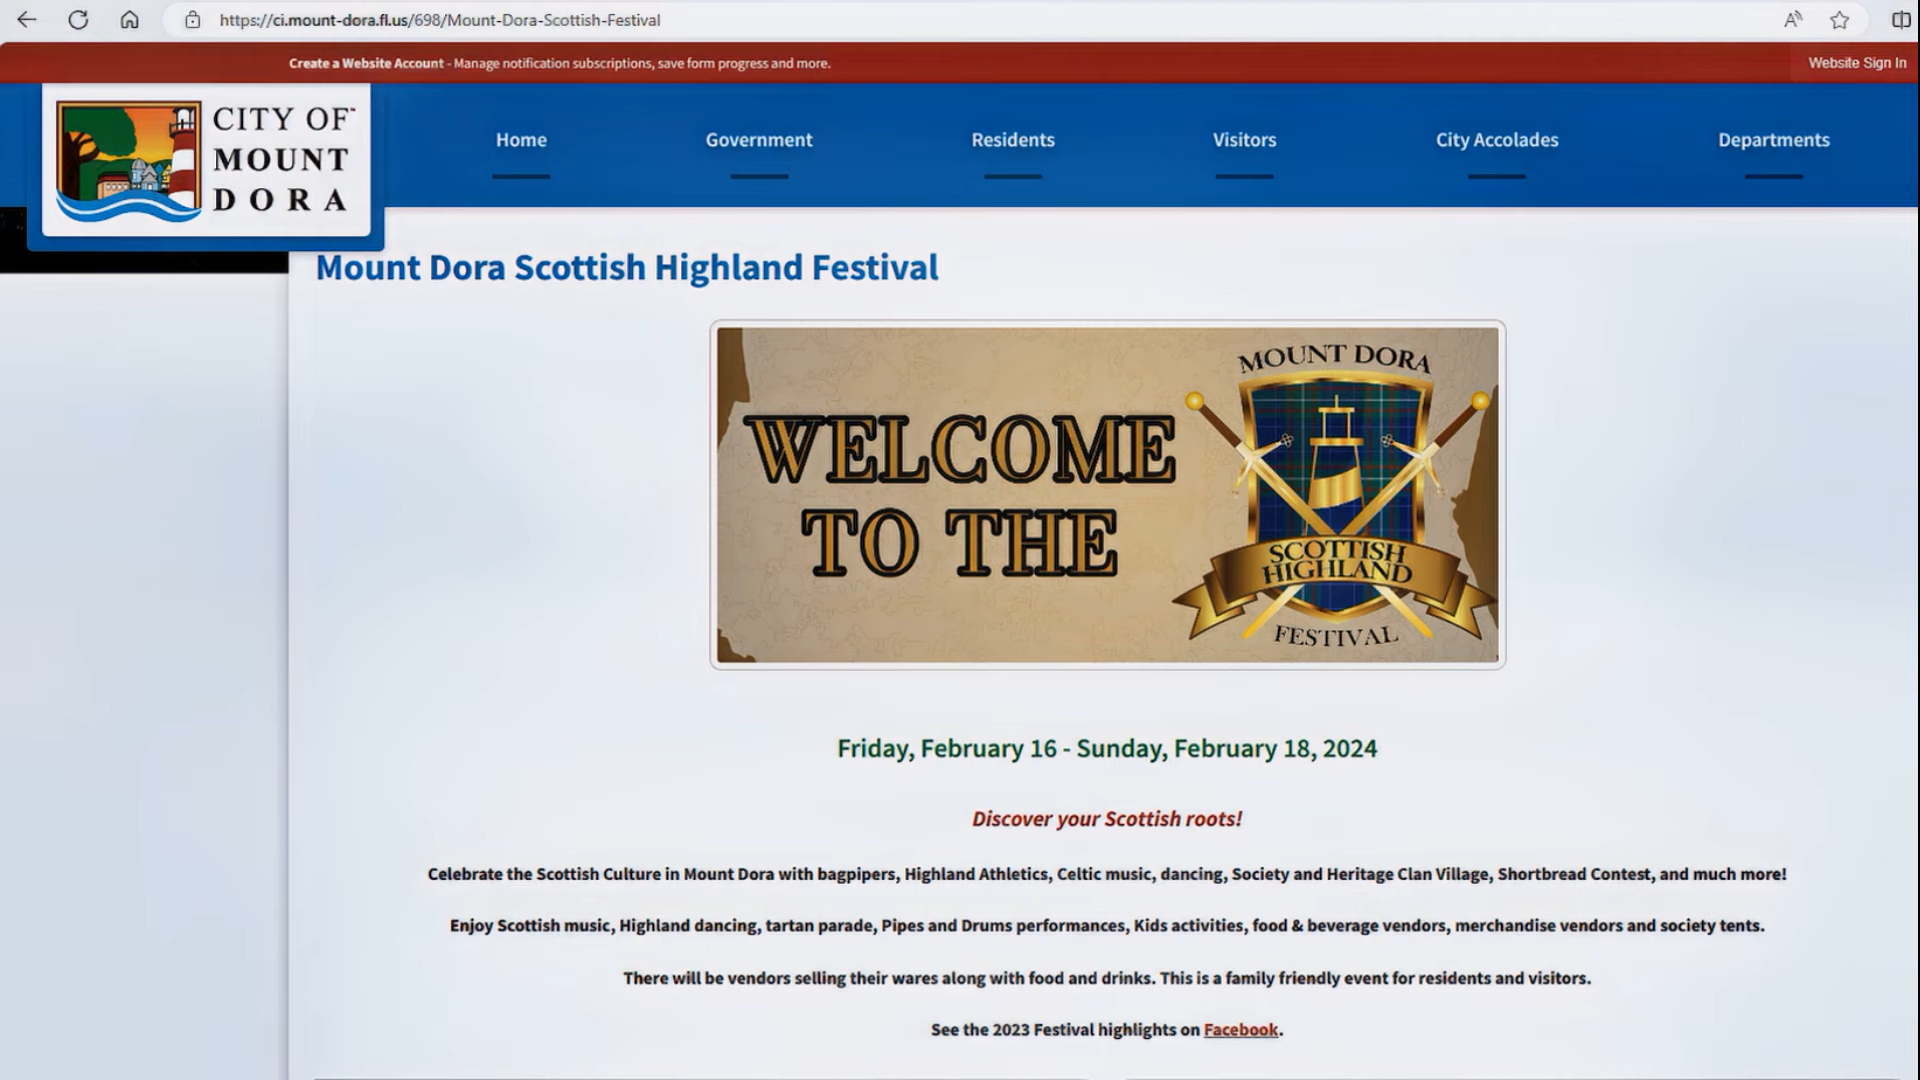 https://ci.mount-dora.fl.us/698/Mount-Dora-Scottish-Festival
Create a Website Account - Manage notification subscriptions, save form progress and more.
Website Sign In
CITY OF™
MOUNT
DORA
Home
Government
Residents
Visitors
City Accolades
Departments
Mount Dora Scottish Highland Festival
WELCOME
TO THE
MOUNT DORA
SCOTTISH
HIGHLAND
FESTIVAL
Friday, February 16 - Sunday, February 18, 2024
Discover your Scottish roots!
Celebrate the Scottish Culture in Mount Dora with bagpipers, Highland Athletics, Celtic music, dancing, Society and Heritage Clan Village, Shortbread Contest, and much more!
Enjoy Scottish music, Highland dancing, tartan parade, Pipes and Drums performances, Kids activities, food & beverage vendors, merchandise vendors and society tents.
There will be vendors selling their wares along with food and drinks. This is a family friendly event for residents and visitors.
See the 2023 Festival highlights on Facebook.